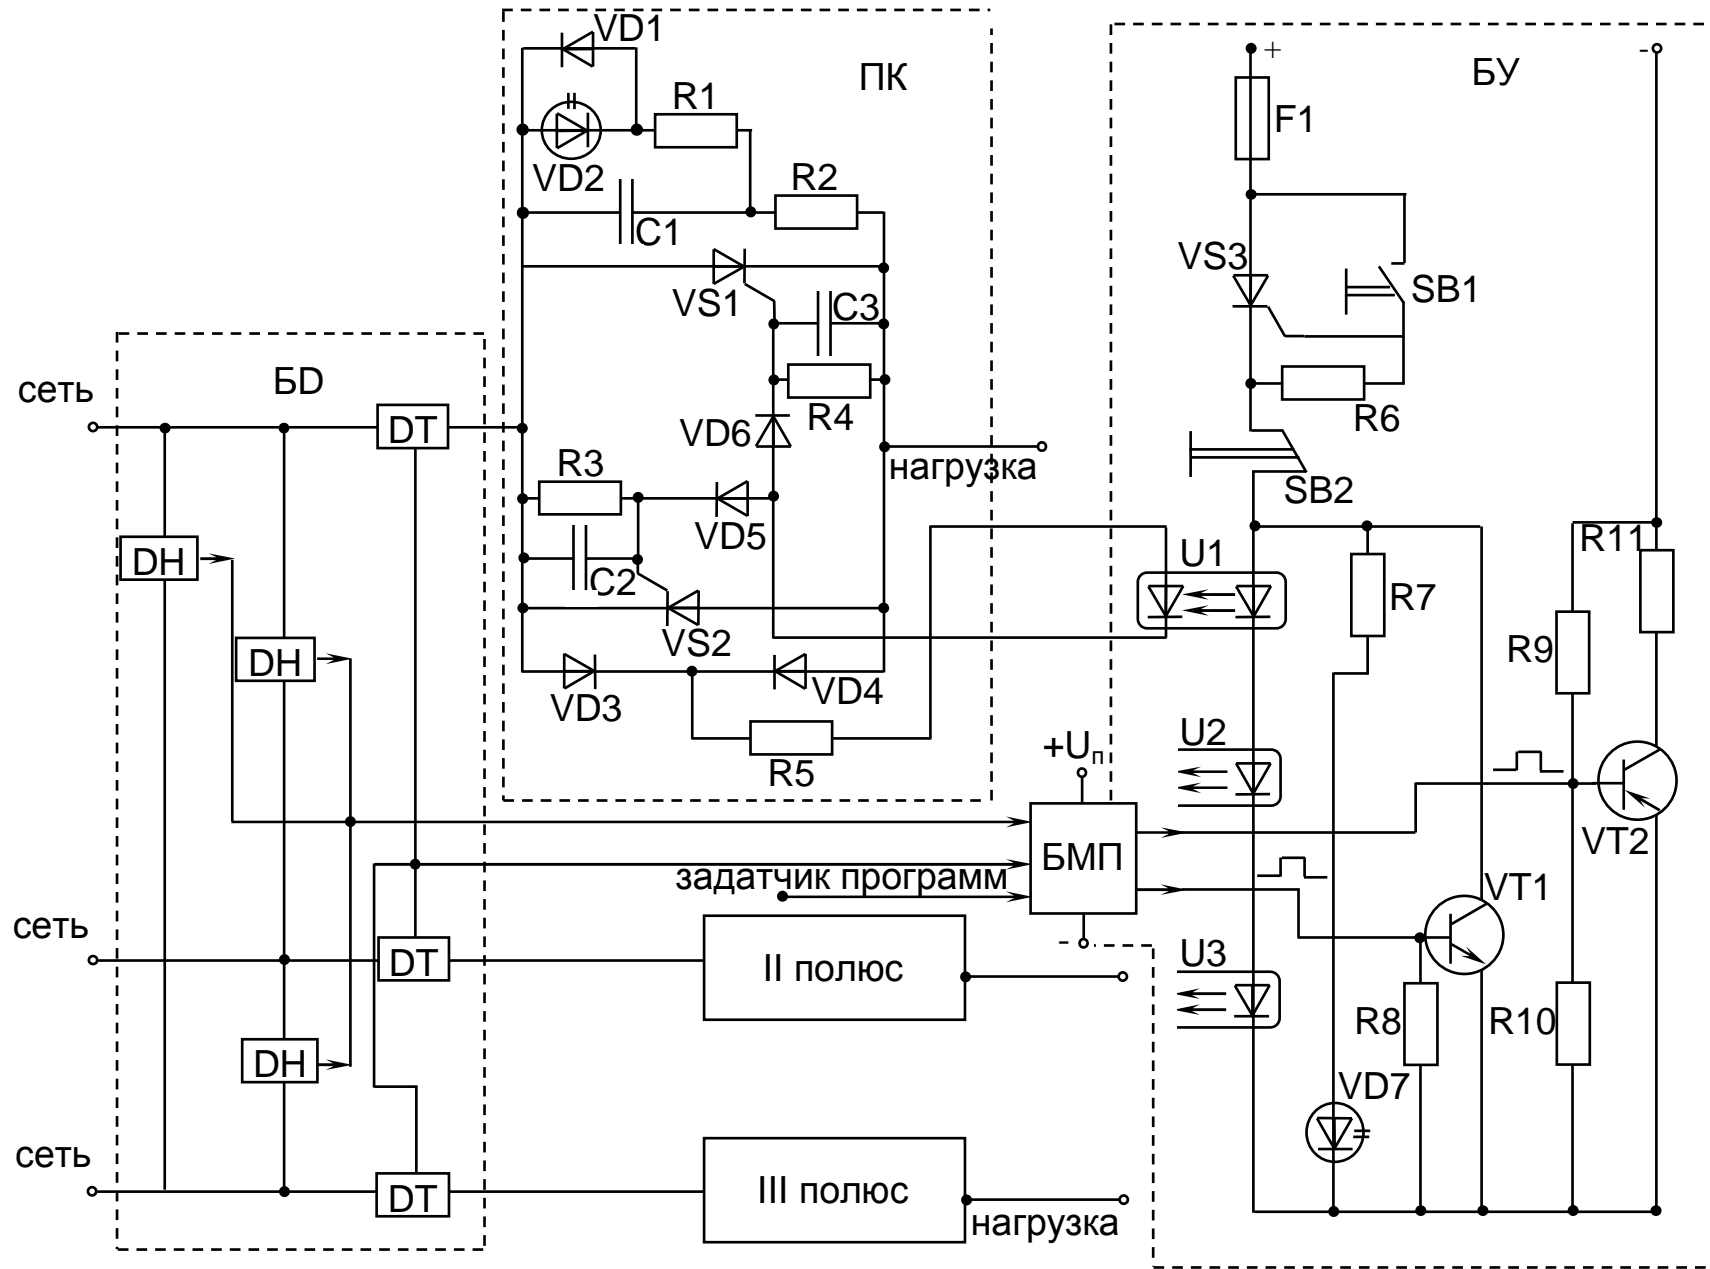 VD1
ПК
БУ
+
-
R1
F1
VD2
R2
C1
VS3
SB1
VS1
C3
БD
сеть
DT
VD6
R4
R6
нагрузка
R3
SB2
VD5
R11
DH
U1
C2
R7
VS2
DH
R9
VD3
VD4
R5
+Uп
U2
БМП
VT2
задатчик программ
VT1
-
сеть
DT
II полюс
U3
R8
R10
DH
VD7
сеть
DT
III полюс
нагрузка